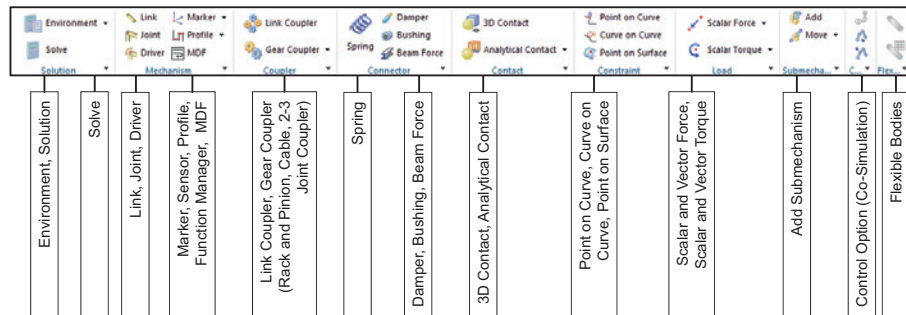 Environment
Solve
Solution
Link
Joint
Driver
Marker
Profile
MDF
Mechanism
Link Coupler
Gear Coupler
Coupler
Spring
Damper
Bushing
Beam Force
Connector
3D Contact
Analytical Contact
Contact
Point on Curve
Curve on Curve
Point on Surface
Constraint
Scalar Force
Scalar Torque
Load
Add
Move
Submecha...
C...
Flex...
Environment, Solution
Solve
Link, Joint, Driver
Marker, Sensor, Profile,
Function Manager, MDF
Link Coupler, Gear Coupler
(Rack and Pinion, Cable, 2-3
Joint Coupler)
Spring
Damper, Bushing, Beam Force
3D Contact, Analytical Contact
Point on Curve, Curve on
Curve, Point on Surface
Scalar and Vector Force,
Scalar and Vector Torque
Add Submechanism
Control Option (Co-Simulation)
Flexible Bodies